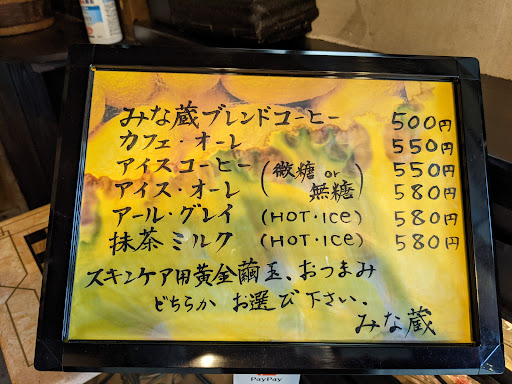 みな蔵ブレンドコーヒー 500円
カフェ・オーレ 550円
アイスコーヒー (微糖 or 無糖) 550円
アイス・オーレ 580円
アール・グレイ (HOT・Ice) 580円
抹茶ミルク (HOT・Ice) 580円
スキンケア用黄金繭玉、おつまみ
どちらか お選び下さい.
みな蔵
PayPay